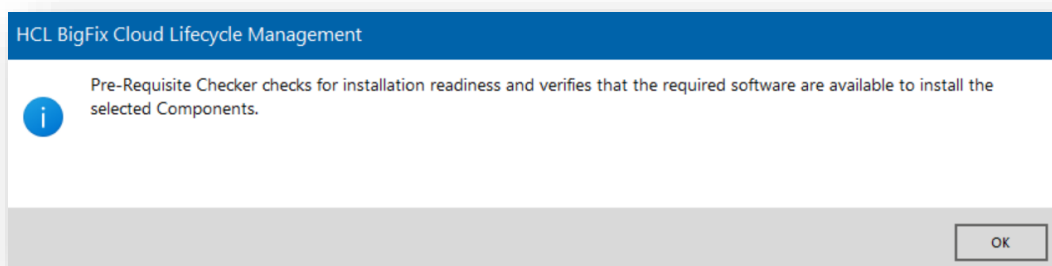 HCL BigFix Cloud Lifecycle Management
Pre-Requisite Checker checks for installation readiness and verifies that the required software are available to install the
selected Components.
OK